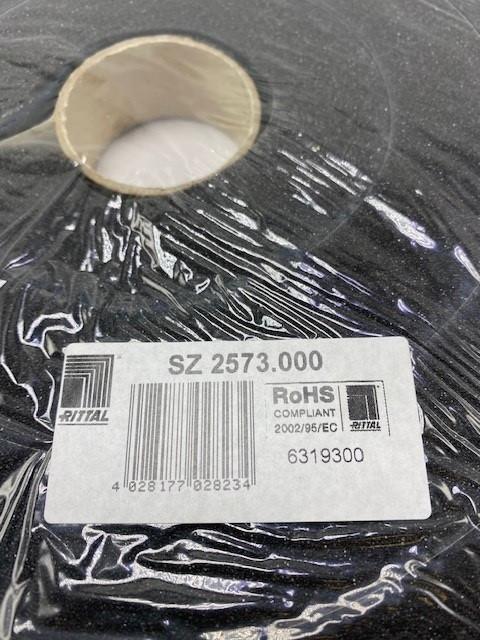 SZ 2573.000
RITTAL
RoHS
COMPLIANT
2002/95/EC
RITTAL
6319300
4 028177 028234